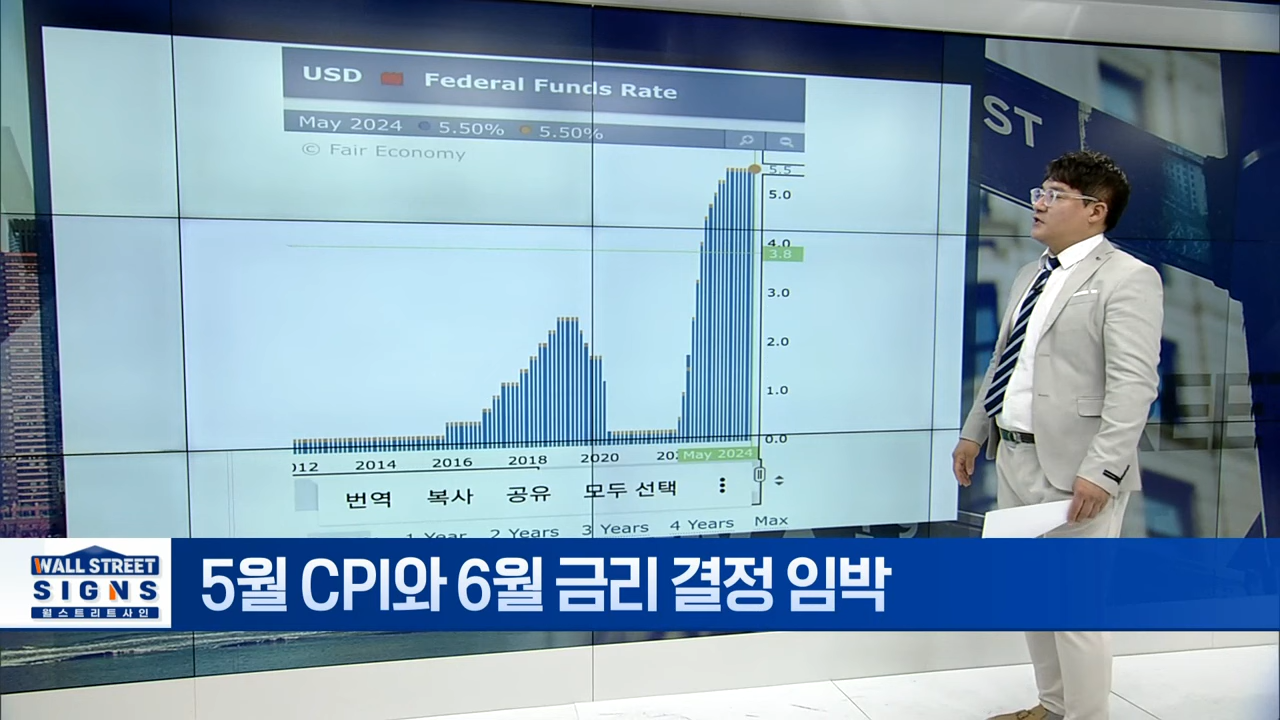 USD Federal Funds Rate
May 2024 5.50% 5.50%
© Fair Economy
5.5
5.0
4.0
3.8
3.0
2.0
1.0
0.0
2014 2016 2018 2020 May 2024
번역 복사 공유 모두 선택
1 Year 2 Years 3 Years 4 Years Max
ST
WALL STREET
SIGNS
월스트리트사인
5월 CPI와 6월 금리 결정 임박